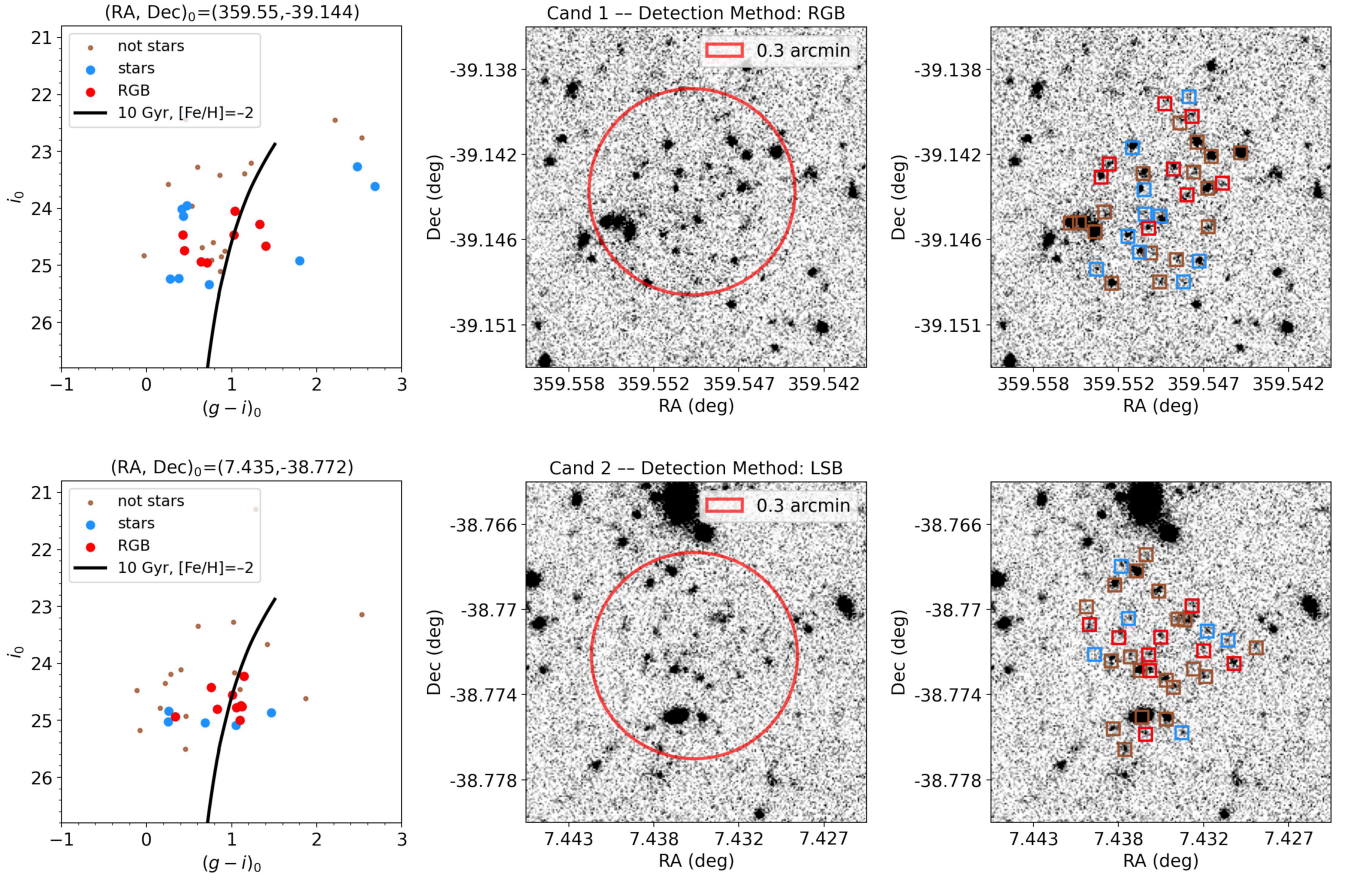 (RA, Dec)₀=(359.55,-39.144)
21
22
23
24
25
26
i₀
not stars
stars
RGB
10 Gyr, [Fe/H]=–2
−1
0
1
2
3
(g − i)₀
Cand 1 –– Detection Method: RGB
0.3 arcmin
-39.138
-39.142
-39.146
-39.151
Dec (deg)
359.558
359.552
359.547
359.542
RA (deg)
-39.138
-39.142
-39.146
-39.151
Dec (deg)
359.558
359.552
359.547
359.542
RA (deg)
(RA, Dec)₀=(7.435,-38.772)
21
22
23
24
25
26
i₀
not stars
stars
RGB
10 Gyr, [Fe/H]=–2
−1
0
1
2
3
(g − i)₀
Cand 2 –– Detection Method: LSB
0.3 arcmin
-38.766
-38.77
-38.774
-38.778
Dec (deg)
7.443
7.438
7.432
7.427
RA (deg)
-38.766
-38.77
-38.774
-38.778
Dec (deg)
7.443
7.438
7.432
7.427
RA (deg)